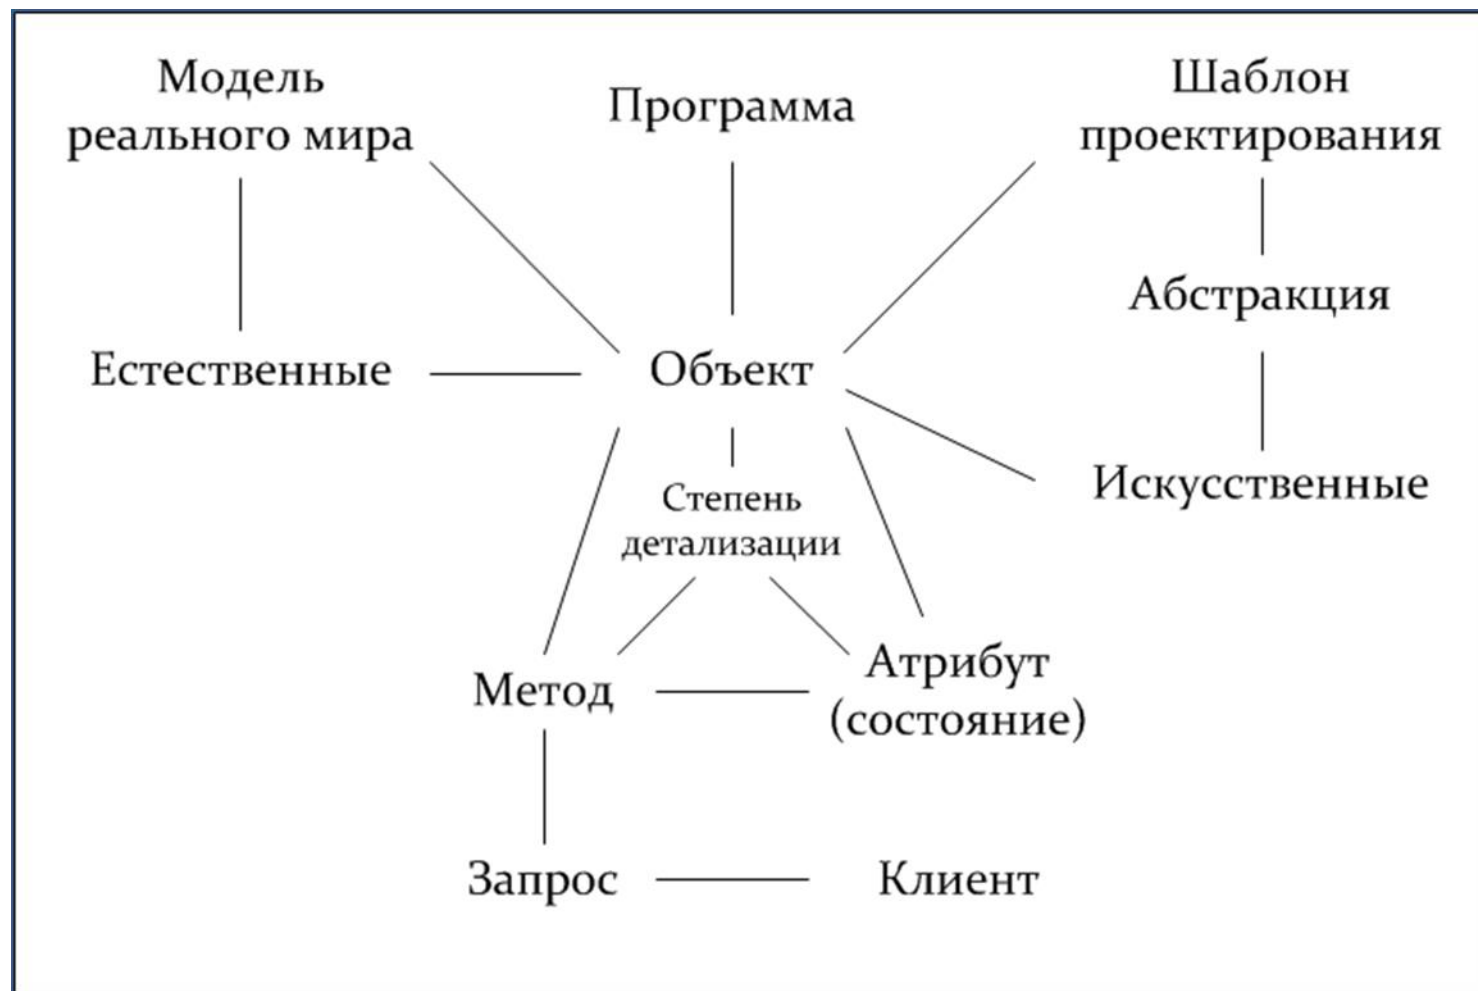 Модель
реального мира
Программа
Шаблон
проектирования
Абстракция
Естественные
Объект
Искусственные
Степень
детализации
Метод
Атрибут
(состояние)
Запрос
Клиент